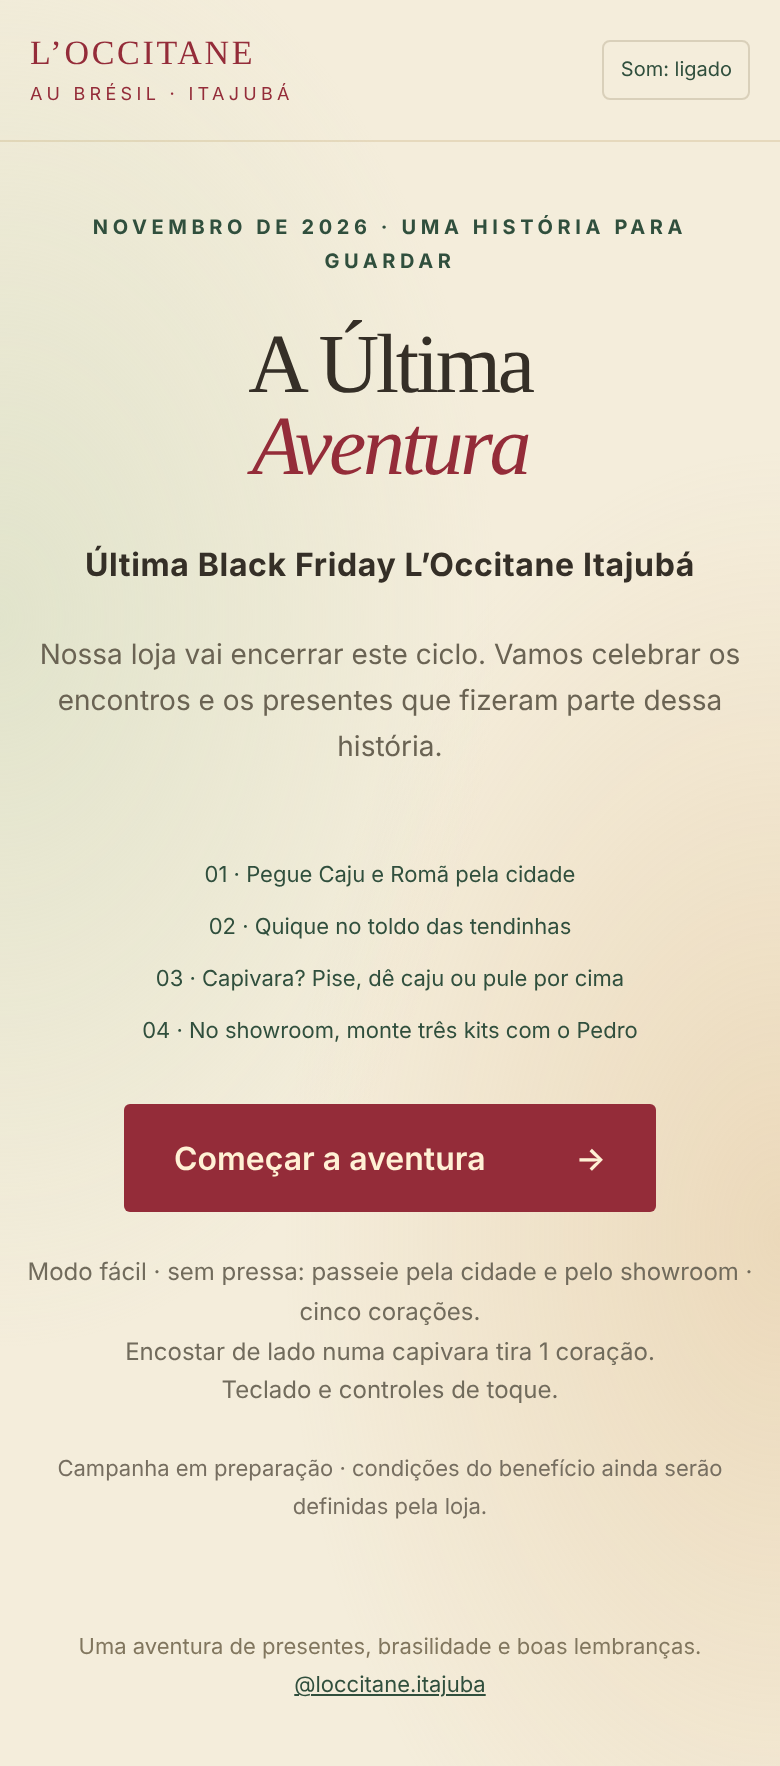 L’OCCITANE
AU BRÉSIL · ITAJUBÁ
Som: ligado
NOVEMBRO DE 2026 · UMA HISTÓRIA PARA
GUARDAR
A Última
Aventura
Última Black Friday L’Occitane Itajubá
Nossa loja vai encerrar este ciclo. Vamos celebrar os
encontros e os presentes que fizeram parte dessa
história.
01 · Pegue Caju e Romã pela cidade
02 · Quique no toldo das tendinhas
03 · Capivara? Pise, dê caju ou pule por cima
04 · No showroom, monte três kits com o Pedro
Começar a aventura →
Modo fácil · sem pressa: passeie pela cidade e pelo showroom ·
cinco corações.
Encostar de lado numa capivara tira 1 coração.
Teclado e controles de toque.
Campanha em preparação · condições do benefício ainda serão
definidas pela loja.
Uma aventura de presentes, brasilidade e boas lembranças.
@loccitane.itajuba